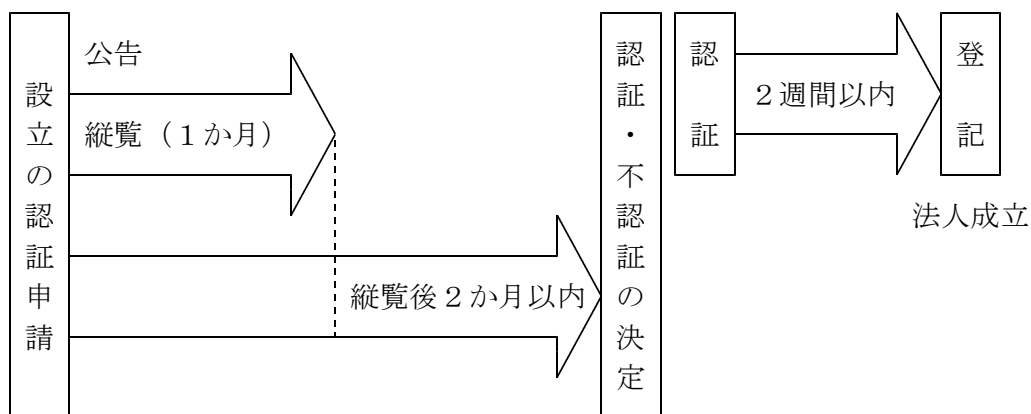 設立の認証申請
公告
縦覧（１か月）
縦覧後２か月以内
認証・不認証の決定
認証
２週間以内
登記
法人成立